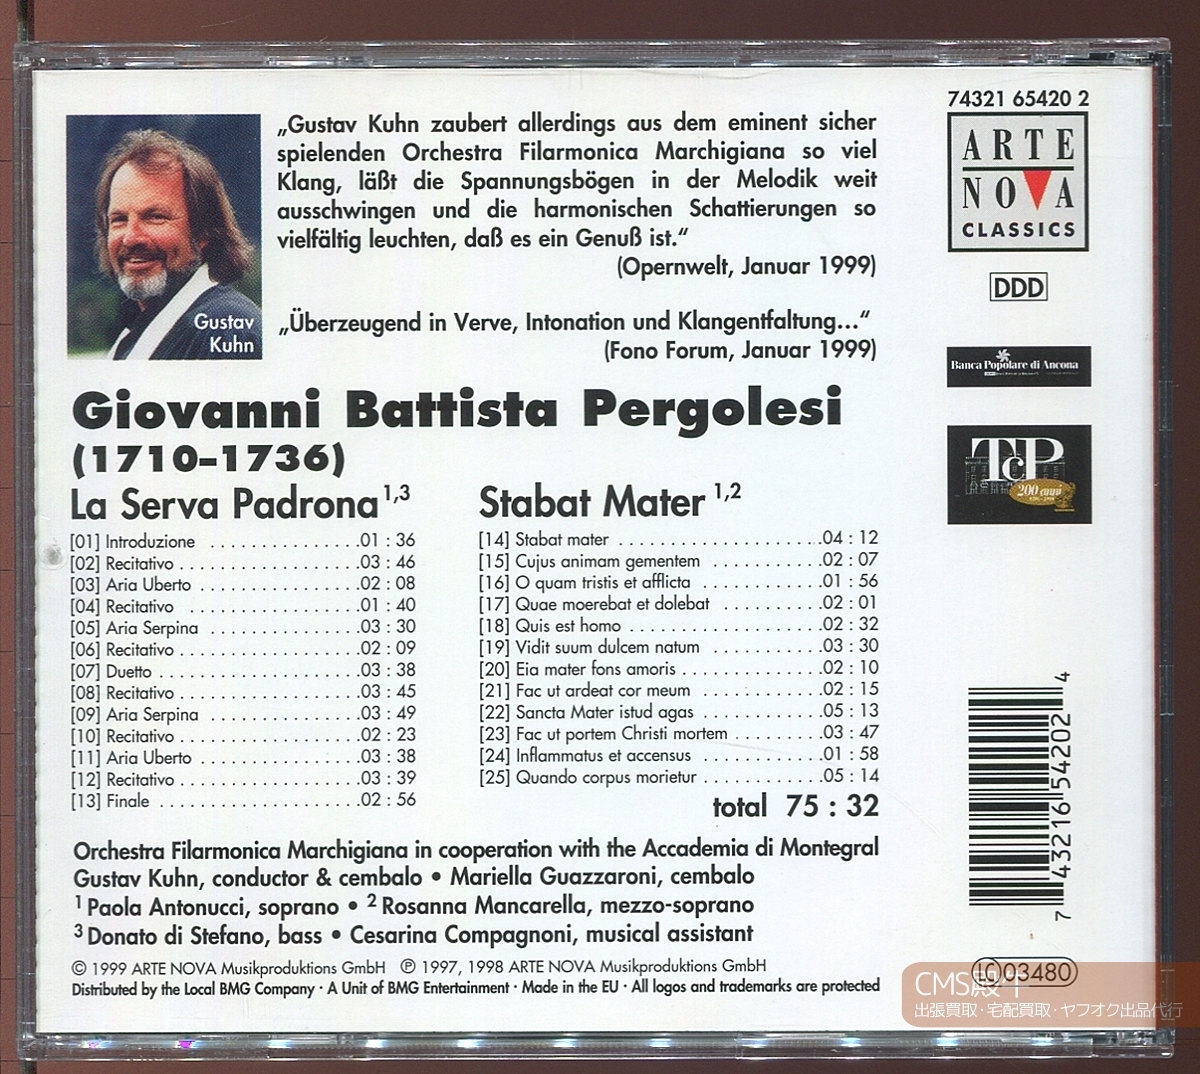 „Gustav Kuhn zaubert allerdings aus dem eminent sicher
spielenden Orchestra Filarmonica Marchigiana so viel
Klang, läßt die Spannungsbögen in der Melodik weit
ausschwingen und die harmonischen Schattierungen so
vielfältig leuchten, daß es ein Genuß ist.“
(Opernwelt, Januar 1999)
„Überzeugend in Verve, Intonation und Klangentfaltung...“
(Fono Forum, Januar 1999)
Gustav
Kuhn
Giovanni Battista Pergolesi
(1710–1736)
La Serva Padrona 1,3
[01] Introduzione ................01 : 36
[02] Recitativo ..................03 : 46
[03] Aria Uberto ................02 : 08
[04] Recitativo ..................01 : 40
[05] Aria Serpina ................03 : 30
[06] Recitativo ..................02 : 09
[07] Duetto ....................03 : 38
[08] Recitativo ..................03 : 45
[09] Aria Serpina ................03 : 49
[10] Recitativo ..................02 : 23
[11] Aria Uberto ................03 : 38
[12] Recitativo ..................03 : 39
[13] Finale ....................02 : 56
Stabat Mater 1,2
[14] Stabat mater ..................04 : 12
[15] Cujus animam gementem ..........02 : 07
[16] O quam tristis et afflicta ..........01 : 56
[17] Quae moerebat et dolebat ........02 : 01
[18] Quis est homo ................02 : 32
[19] Vidit suum dulcem natum ........03 : 30
[20] Eia mater fons amoris ............02 : 10
[21] Fac ut ardeat cor meum ..........02 : 15
[22] Sancta Mater istud agas ..........05 : 13
[23] Fac ut portem Christi mortem ........03 : 47
[24] Inflammatus et accensus ..........01 : 58
[25] Quando corpus morietur ..........05 : 14
total 75 : 32
Orchestra Filarmonica Marchigiana in cooperation with the Accademia di Montegral
Gustav Kuhn, conductor & cembalo • Mariella Guazzaroni, cembalo
1 Paola Antonucci, soprano • 2 Rosanna Mancarella, mezzo-soprano
3 Donato di Stefano, bass • Cesarina Compagnoni, musical assistant
© 1999 ARTE NOVA Musikproduktions GmbH ℗ 1997, 1998 ARTE NOVA Musikproduktions GmbH
Distributed by the Local BMG Company · A Unit of BMG Entertainment · Made in the EU · All logos and trademarks are protected
74321 65420 2
ARTE
NOVA
CLASSICS
DDD
Banca Popolare di Ancona
TcP
200 anni
7 43216 54202 4
LC 03480
CMS殿牛
出張買取・宅配買取・ヤフオク出品代行